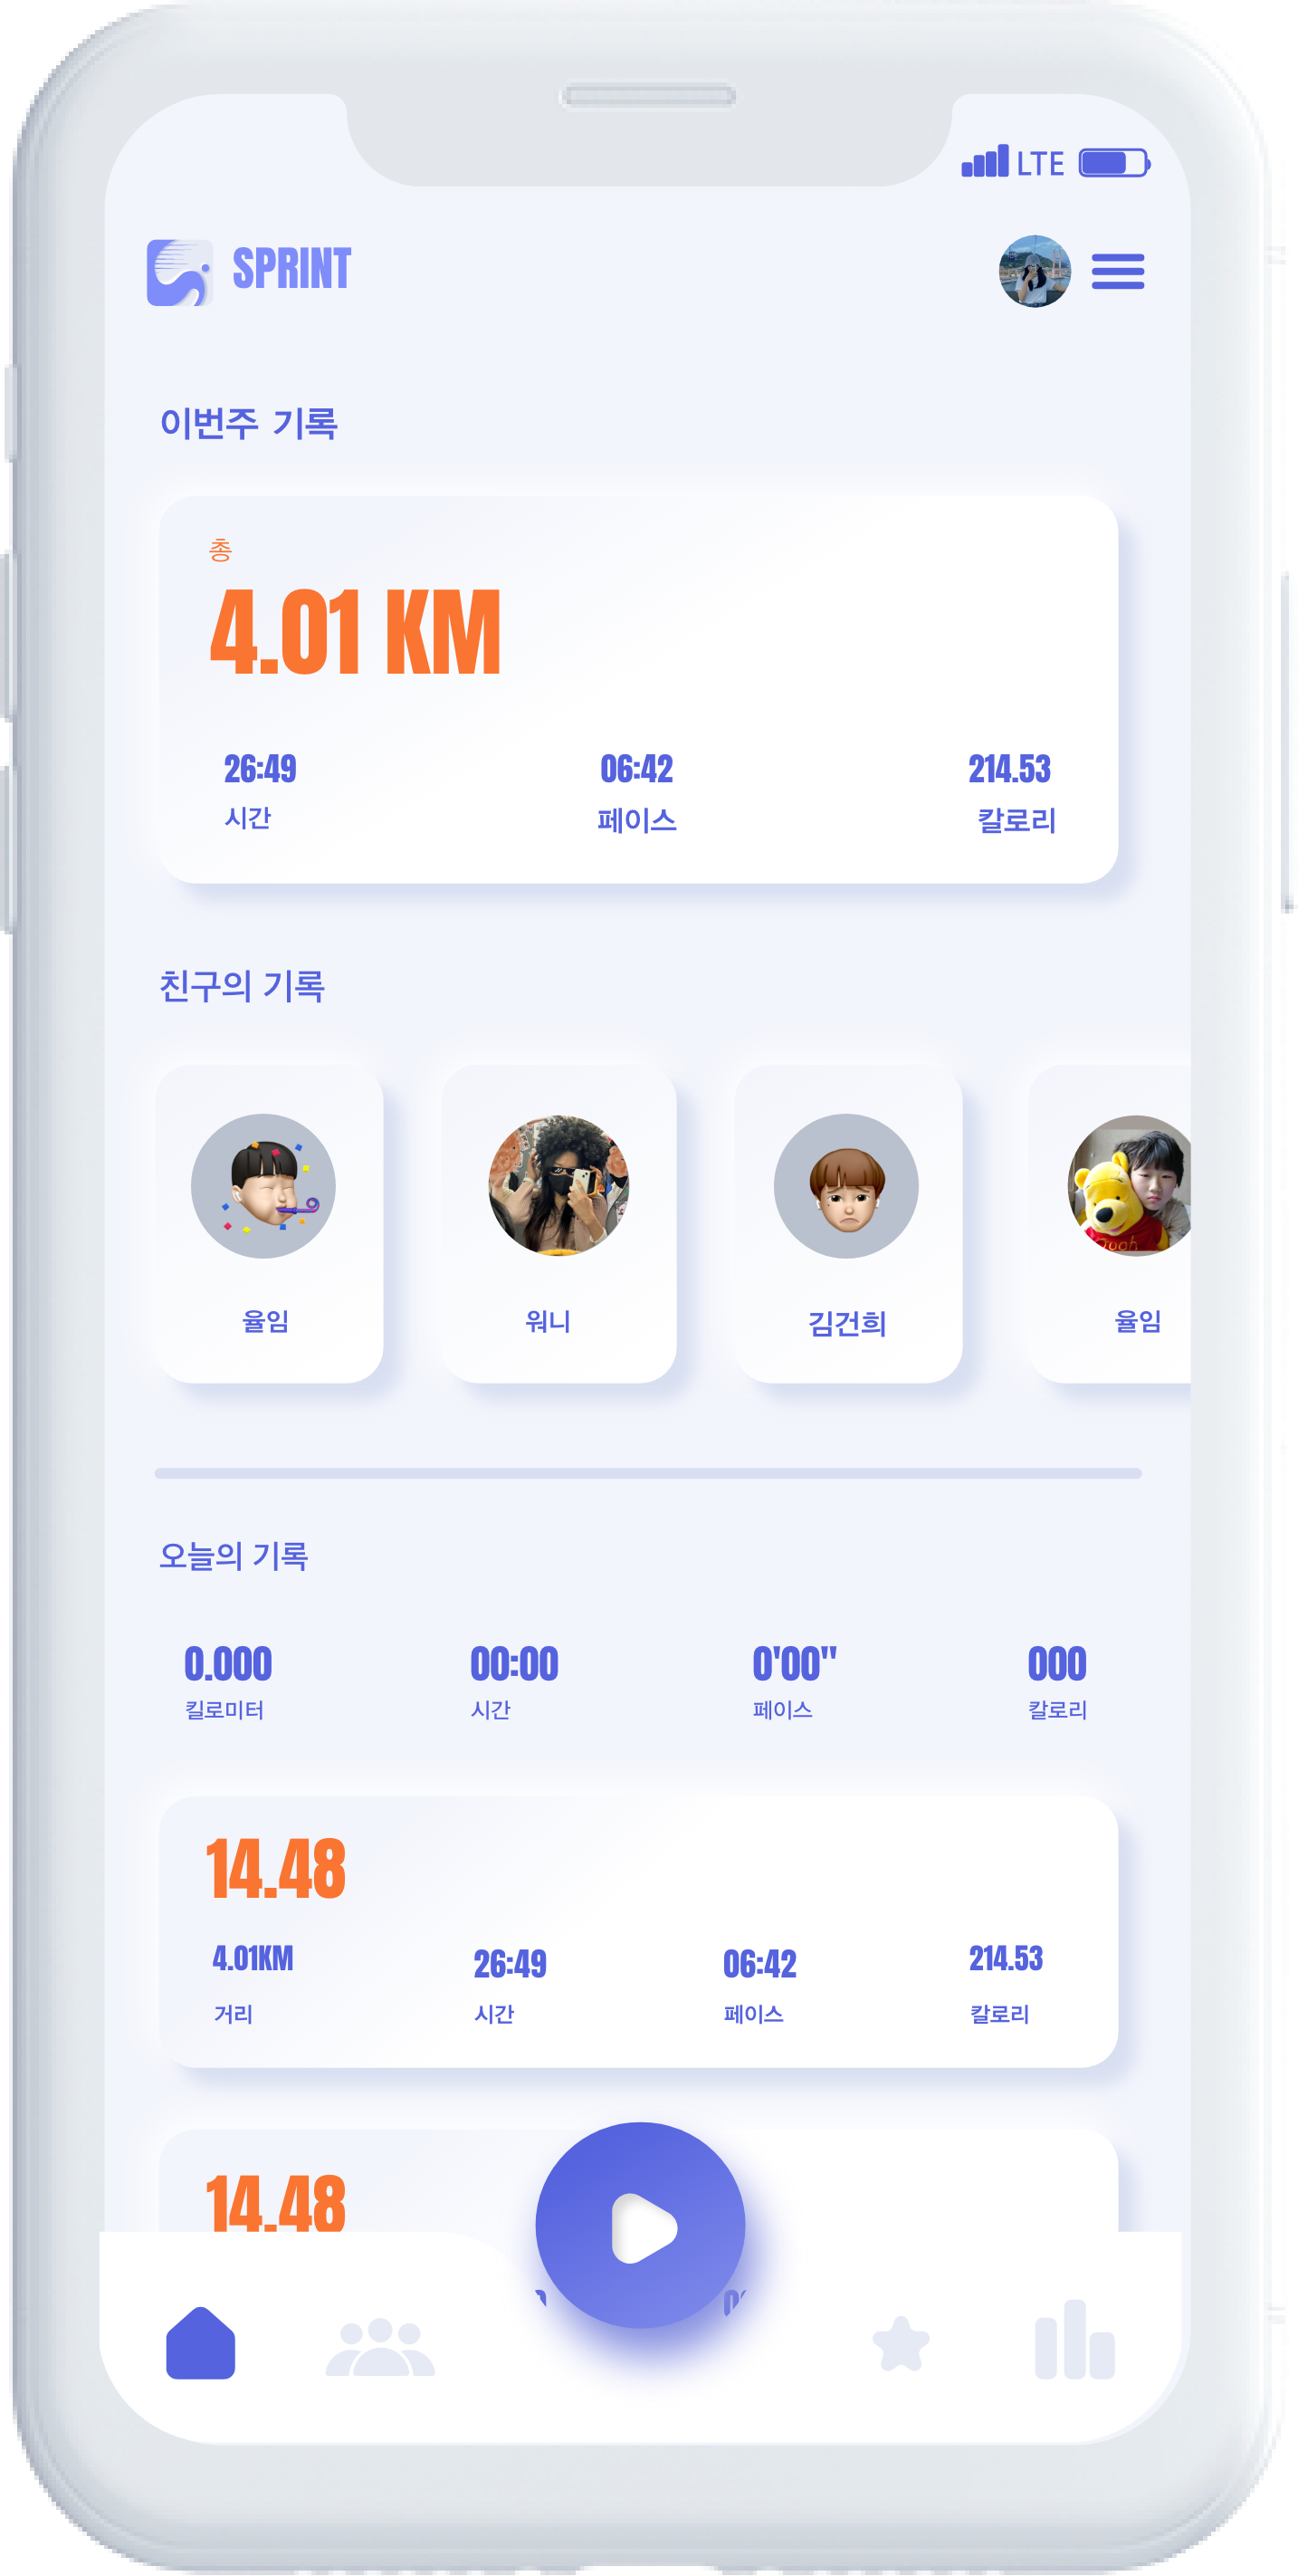 LTE
SPRINT
이번주 기록
총
4.01 KM
26:49 06:42 214.53
시간 페이스 칼로리
친구의 기록
Pooh
율임 워니 김건희 율임
오늘의 기록
0.000 00:00 0'00" 000
킬로미터 시간 페이스 칼로리
14.48
4.01KM 26:49 06:42 214.53
거리 시간 페이스 칼로리
14.48